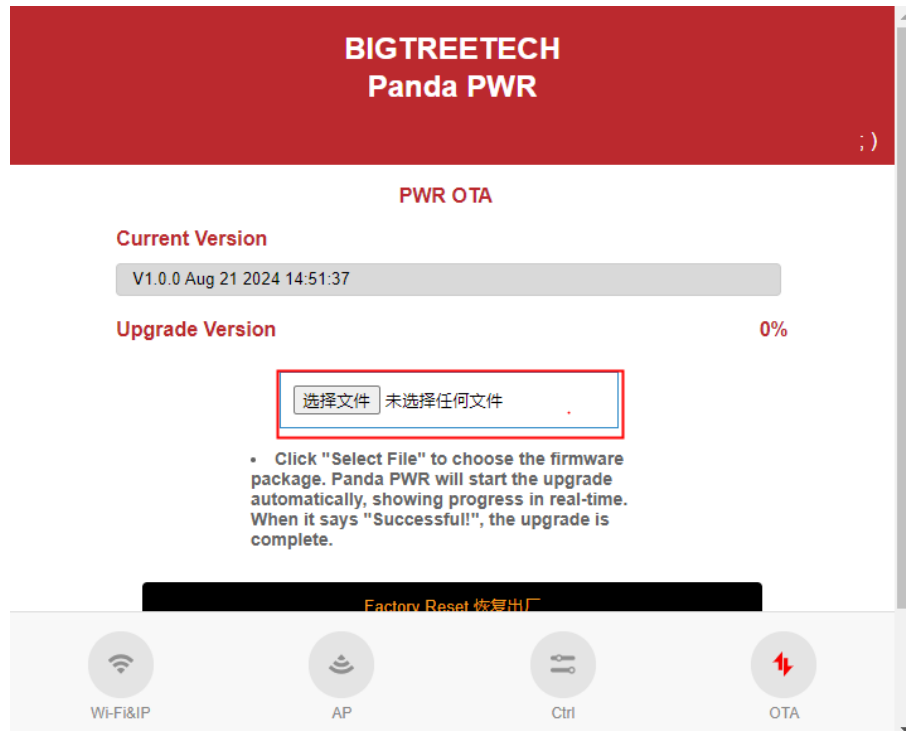 BIGTREETECH
Panda PWR
; )
PWR OTA
Current Version
V1.0.0 Aug 21 2024 14:51:37
Upgrade Version 0%
选择文件 未选择任何文件
• Click "Select File" to choose the firmware
package. Panda PWR will start the upgrade
automatically, showing progress in real-time.
When it says "Successful!", the upgrade is
complete.
Factory Reset 恢复出厂
Wi-Fi&IP AP Ctrl OTA